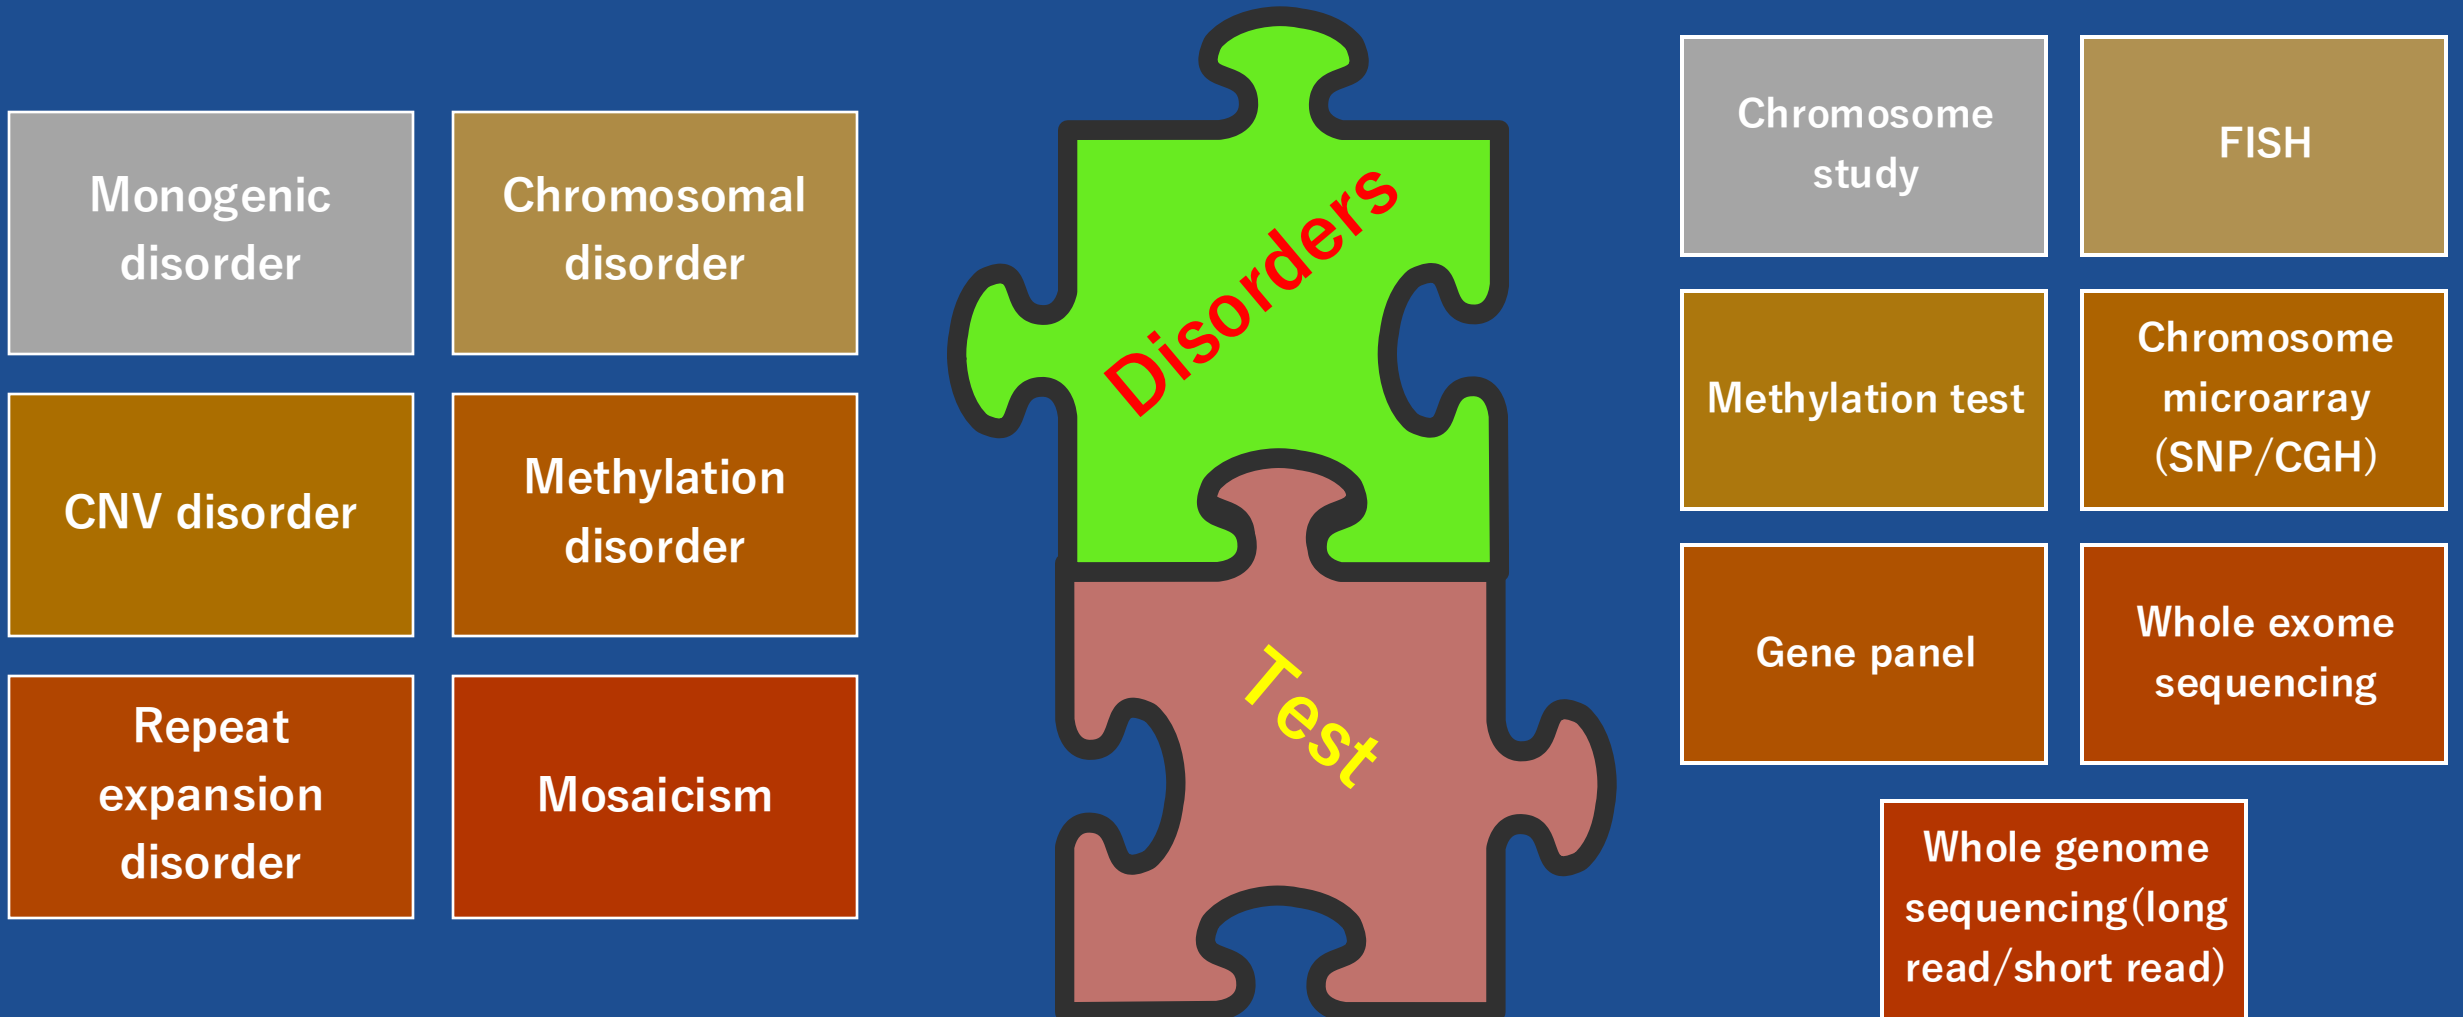 Monogenic
disorder
Chromosomal
disorder
CNV disorder
Methylation
disorder
Repeat
expansion
disorder
Mosaicism
Disorders
Test
Chromosome
study
FISH
Methylation test
Chromosome
microarray
(SNP/CGH)
Gene panel
Whole exome
sequencing
Whole genome
sequencing(long
read/short read)